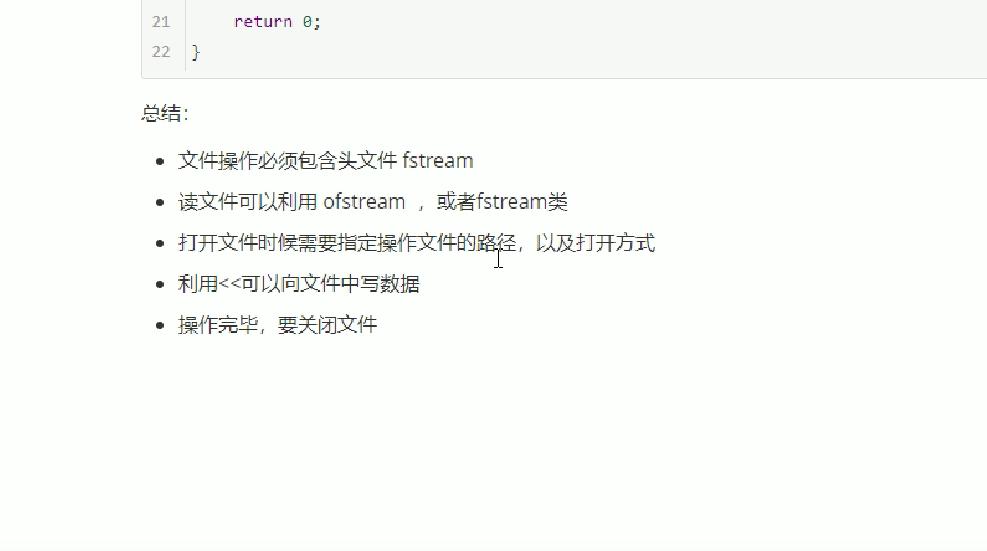 21 return 0;
22 }
总结：
• 文件操作必须包含头文件 fstream
• 读文件可以利用 ofstream ，或者fstream类
• 打开文件时候需要指定操作文件的路径，以及打开方式
• 利用<<可以向文件中写数据
• 操作完毕，要关闭文件